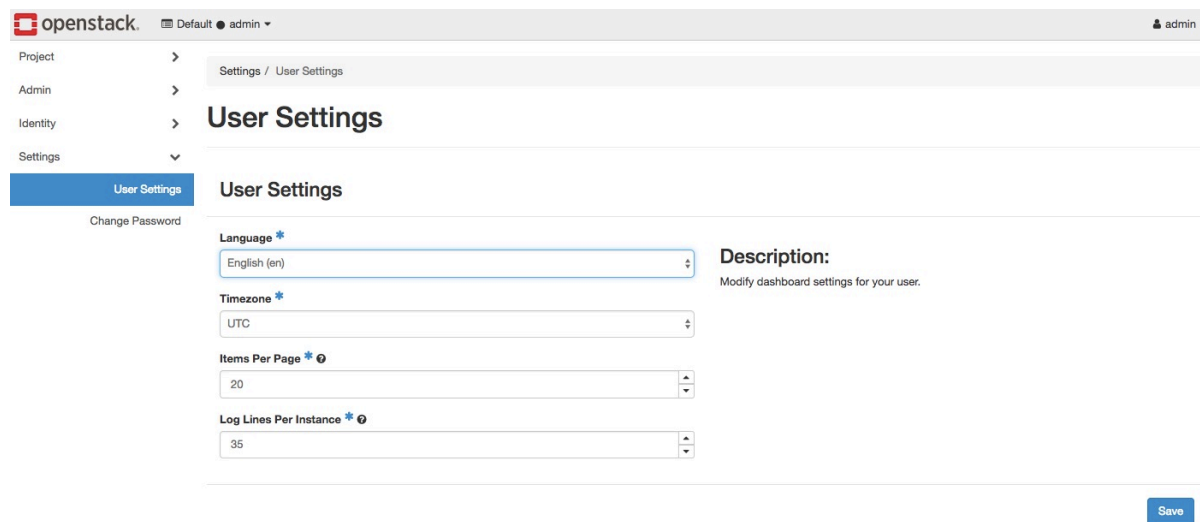 openstack. Default ● admin admin
Project
Admin
Identity
Settings
User Settings
Change Password
Settings / User Settings
User Settings
User Settings
Language *
English (en)
Timezone *
UTC
Items Per Page *
20
Log Lines Per Instance *
35
Description:
Modify dashboard settings for your user.
Save